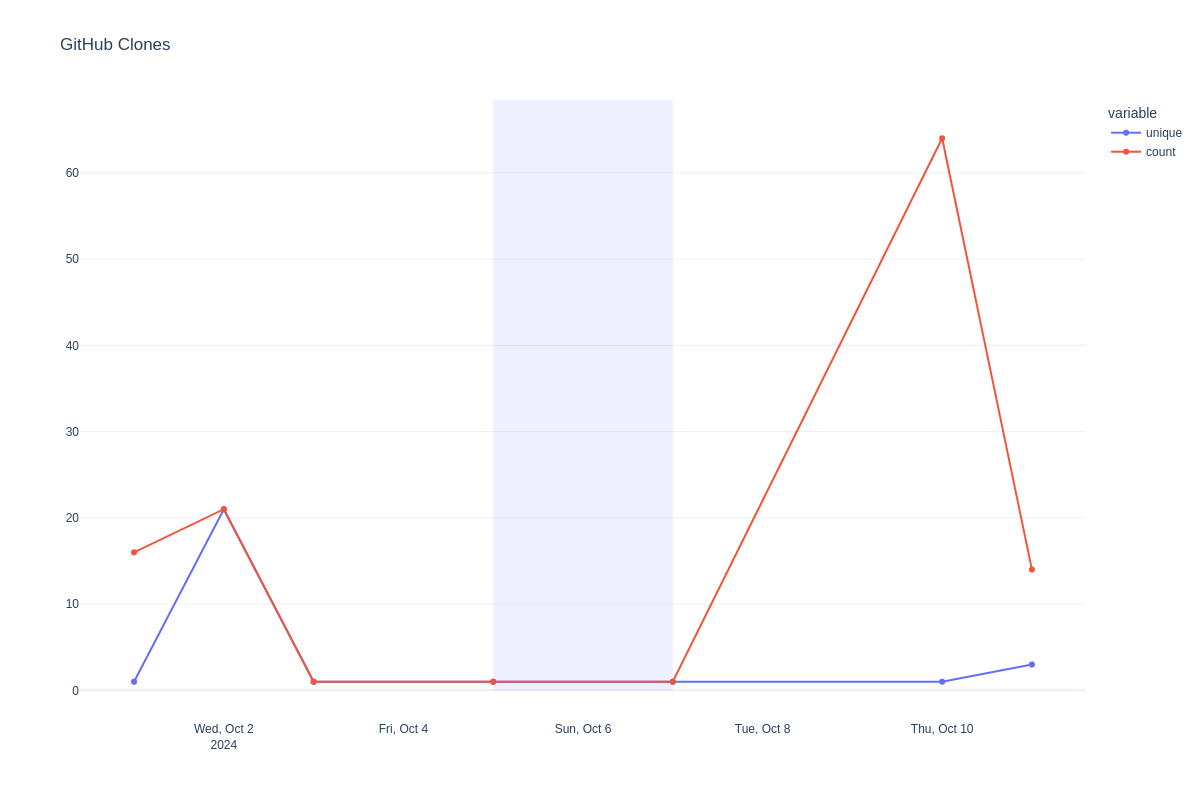 GitHub Clones
variable
unique
count
60
50
40
30
20
10
0
Wed, Oct 2
2024
Fri, Oct 4
Sun, Oct 6
Tue, Oct 8
Thu, Oct 10